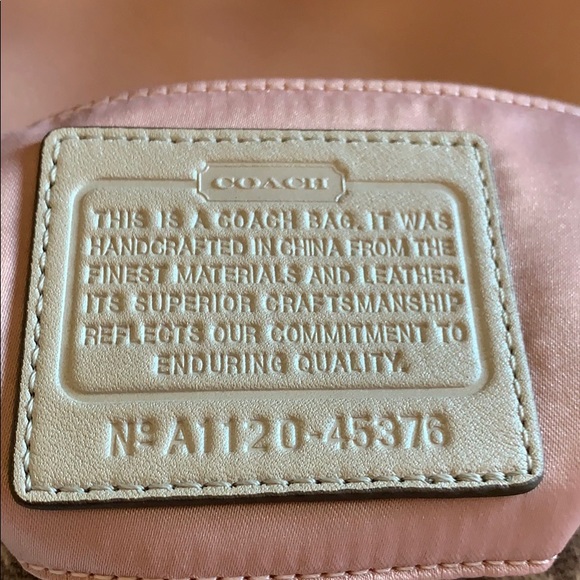 COACH
THIS IS A COACH BAG. IT WAS
HANDCRAFTED IN CHINA FROM THE
FINEST MATERIALS AND LEATHER.
ITS SUPERIOR CRAFTSMANSHIP
REFLECTS OUR COMMITMENT TO
ENDURING QUALITY.
Nº A1120-45376